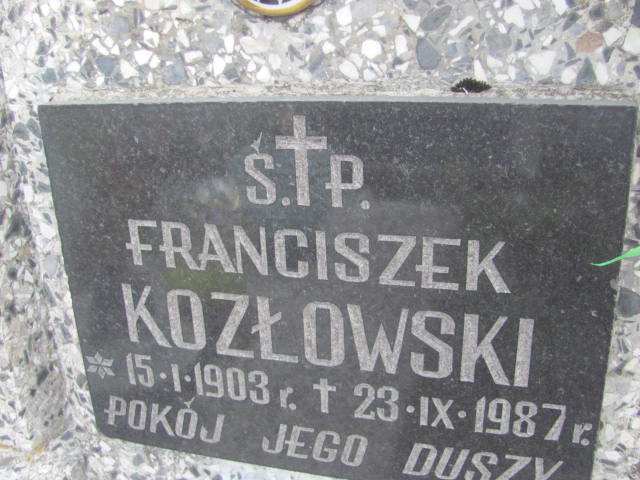 Ś.†P.
FRANCISZEK
KOZŁOWSKI
* 15·I·1903 r. † 23·IX·1987 r.
POKÓJ JEGO DUSZY